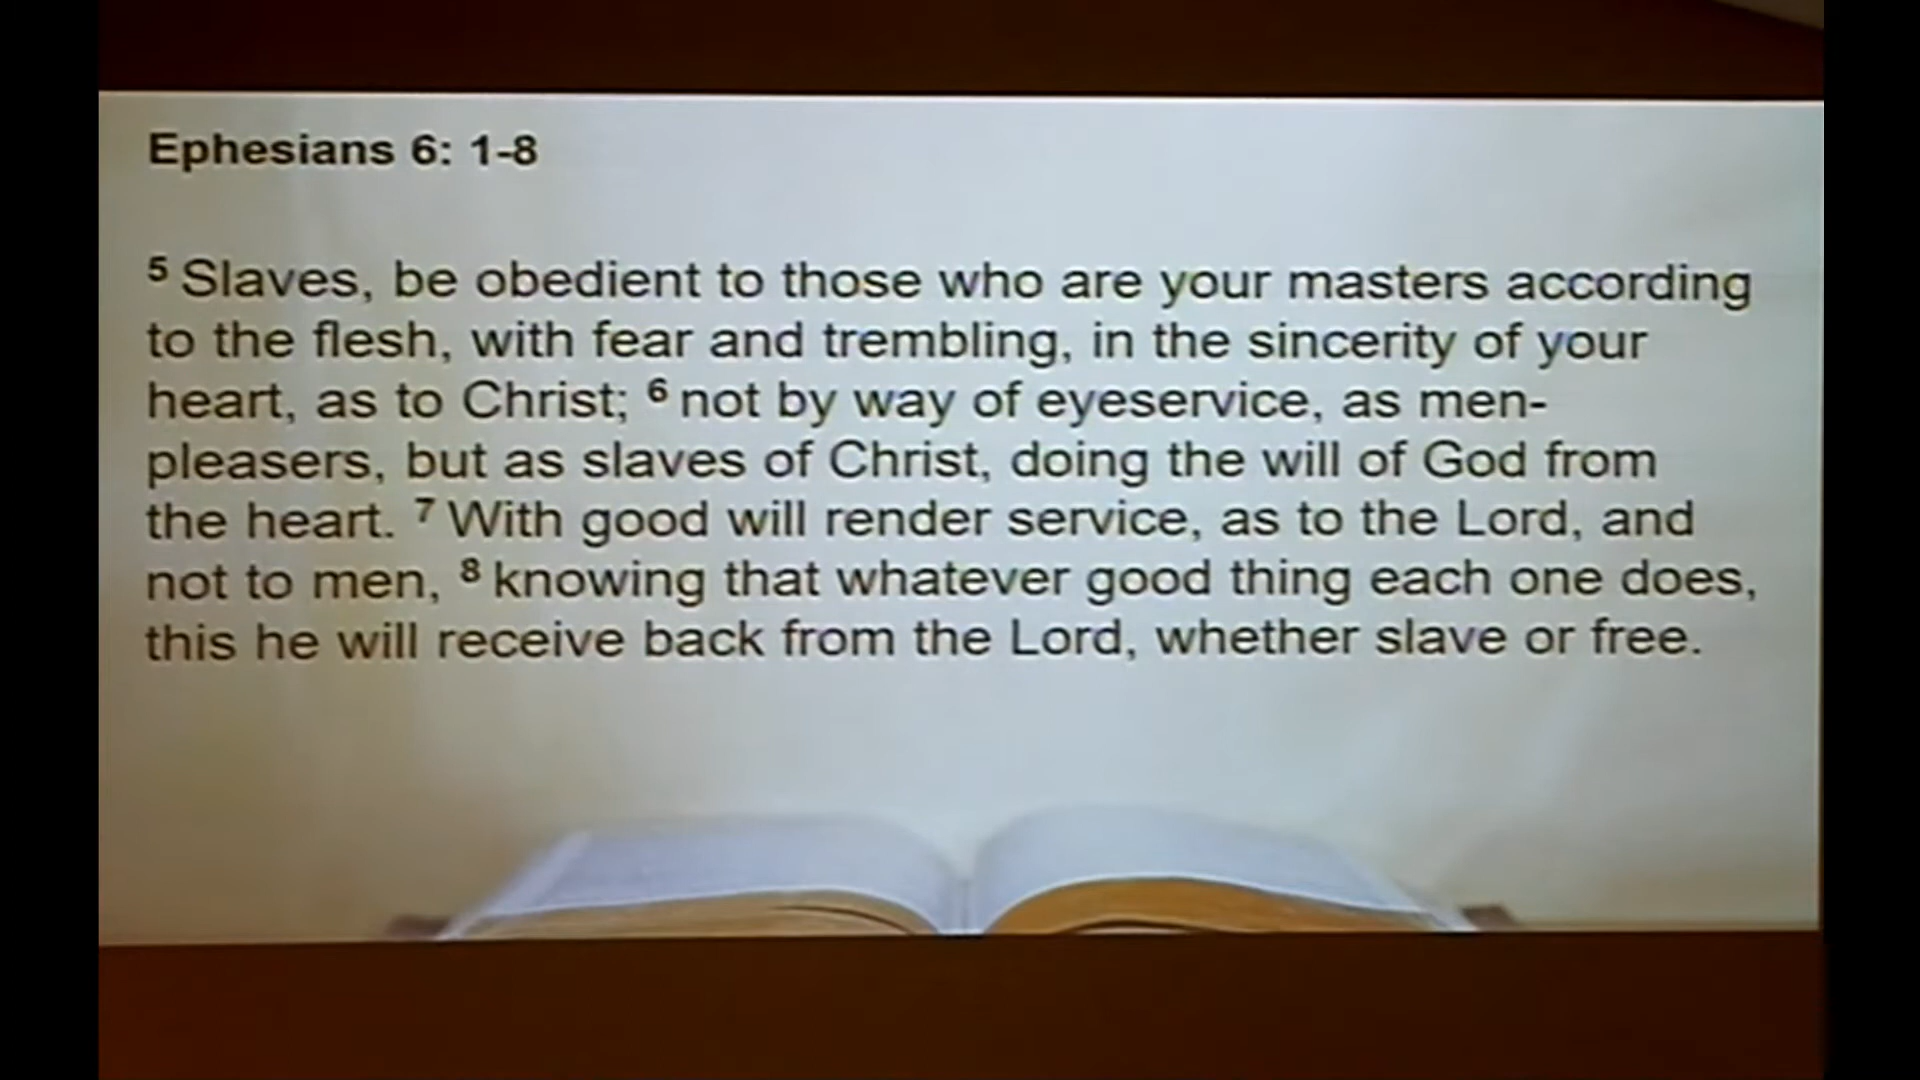 Ephesians 6: 1-8
5 Slaves, be obedient to those who are your masters according
to the flesh, with fear and trembling, in the sincerity of your
heart, as to Christ; 6 not by way of eyeservice, as men-
pleasers, but as slaves of Christ, doing the will of God from
the heart. 7 With good will render service, as to the Lord, and
not to men, 8 knowing that whatever good thing each one does,
this he will receive back from the Lord, whether slave or free.